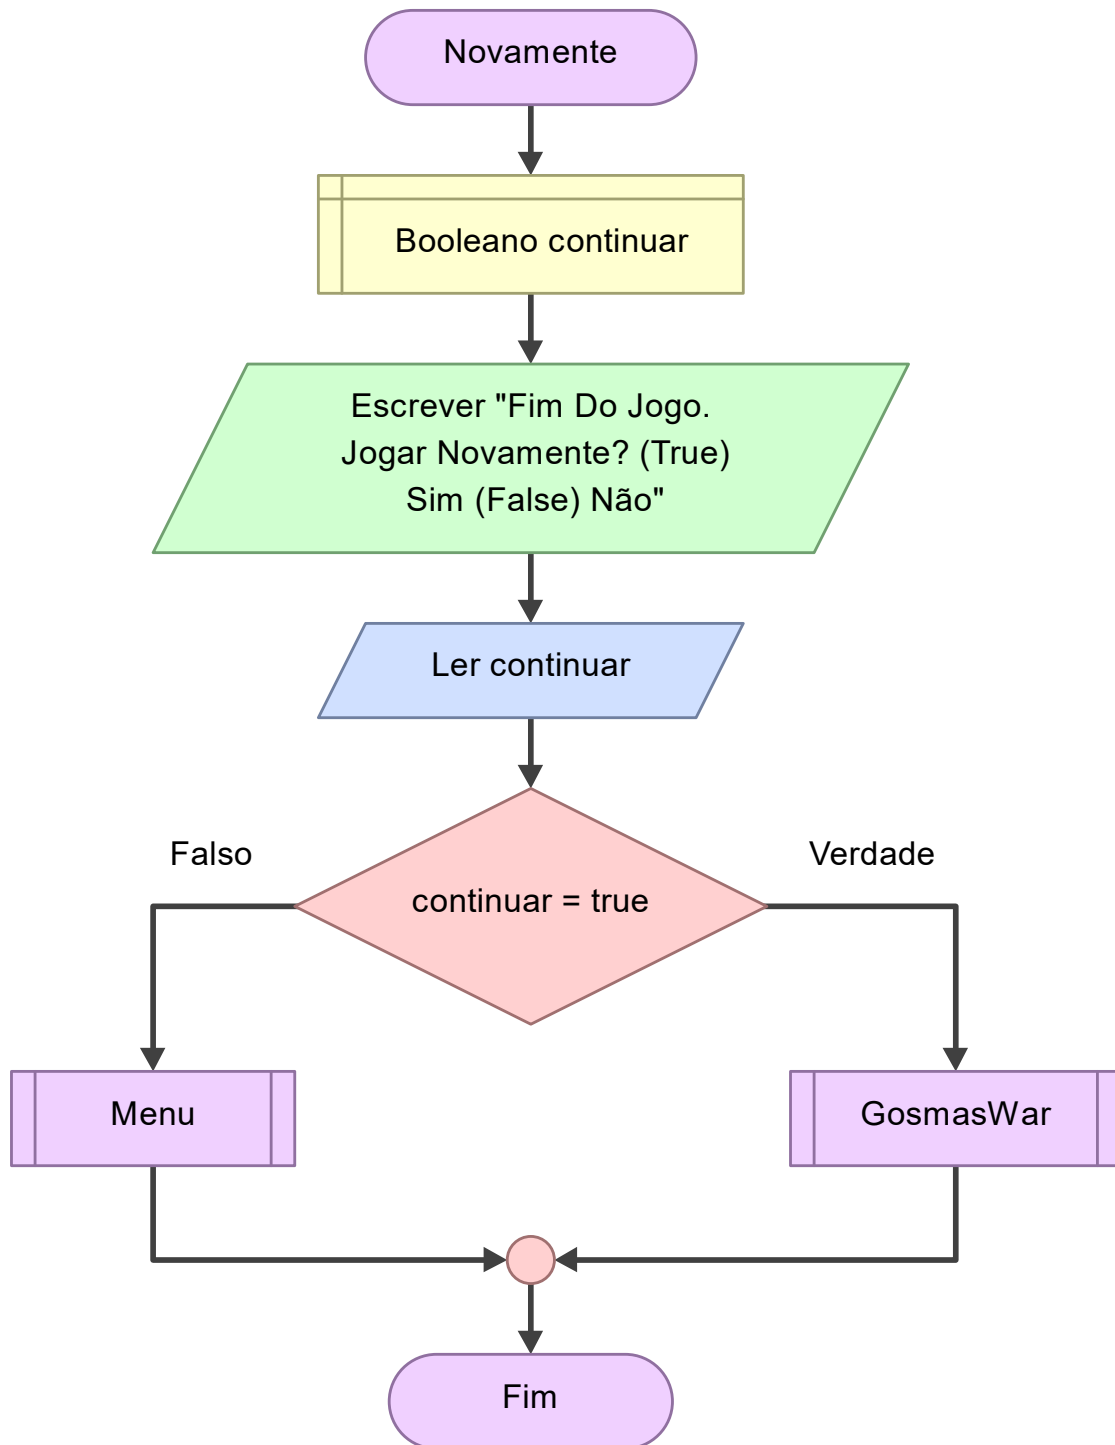 Novamente
Booleano continuar
Escrever "Fim Do Jogo.
Jogar Novamente? (True)
Sim (False) Não"
Ler continuar
Falso
Verdade
continuar = true
Menu
GosmasWar
Fim